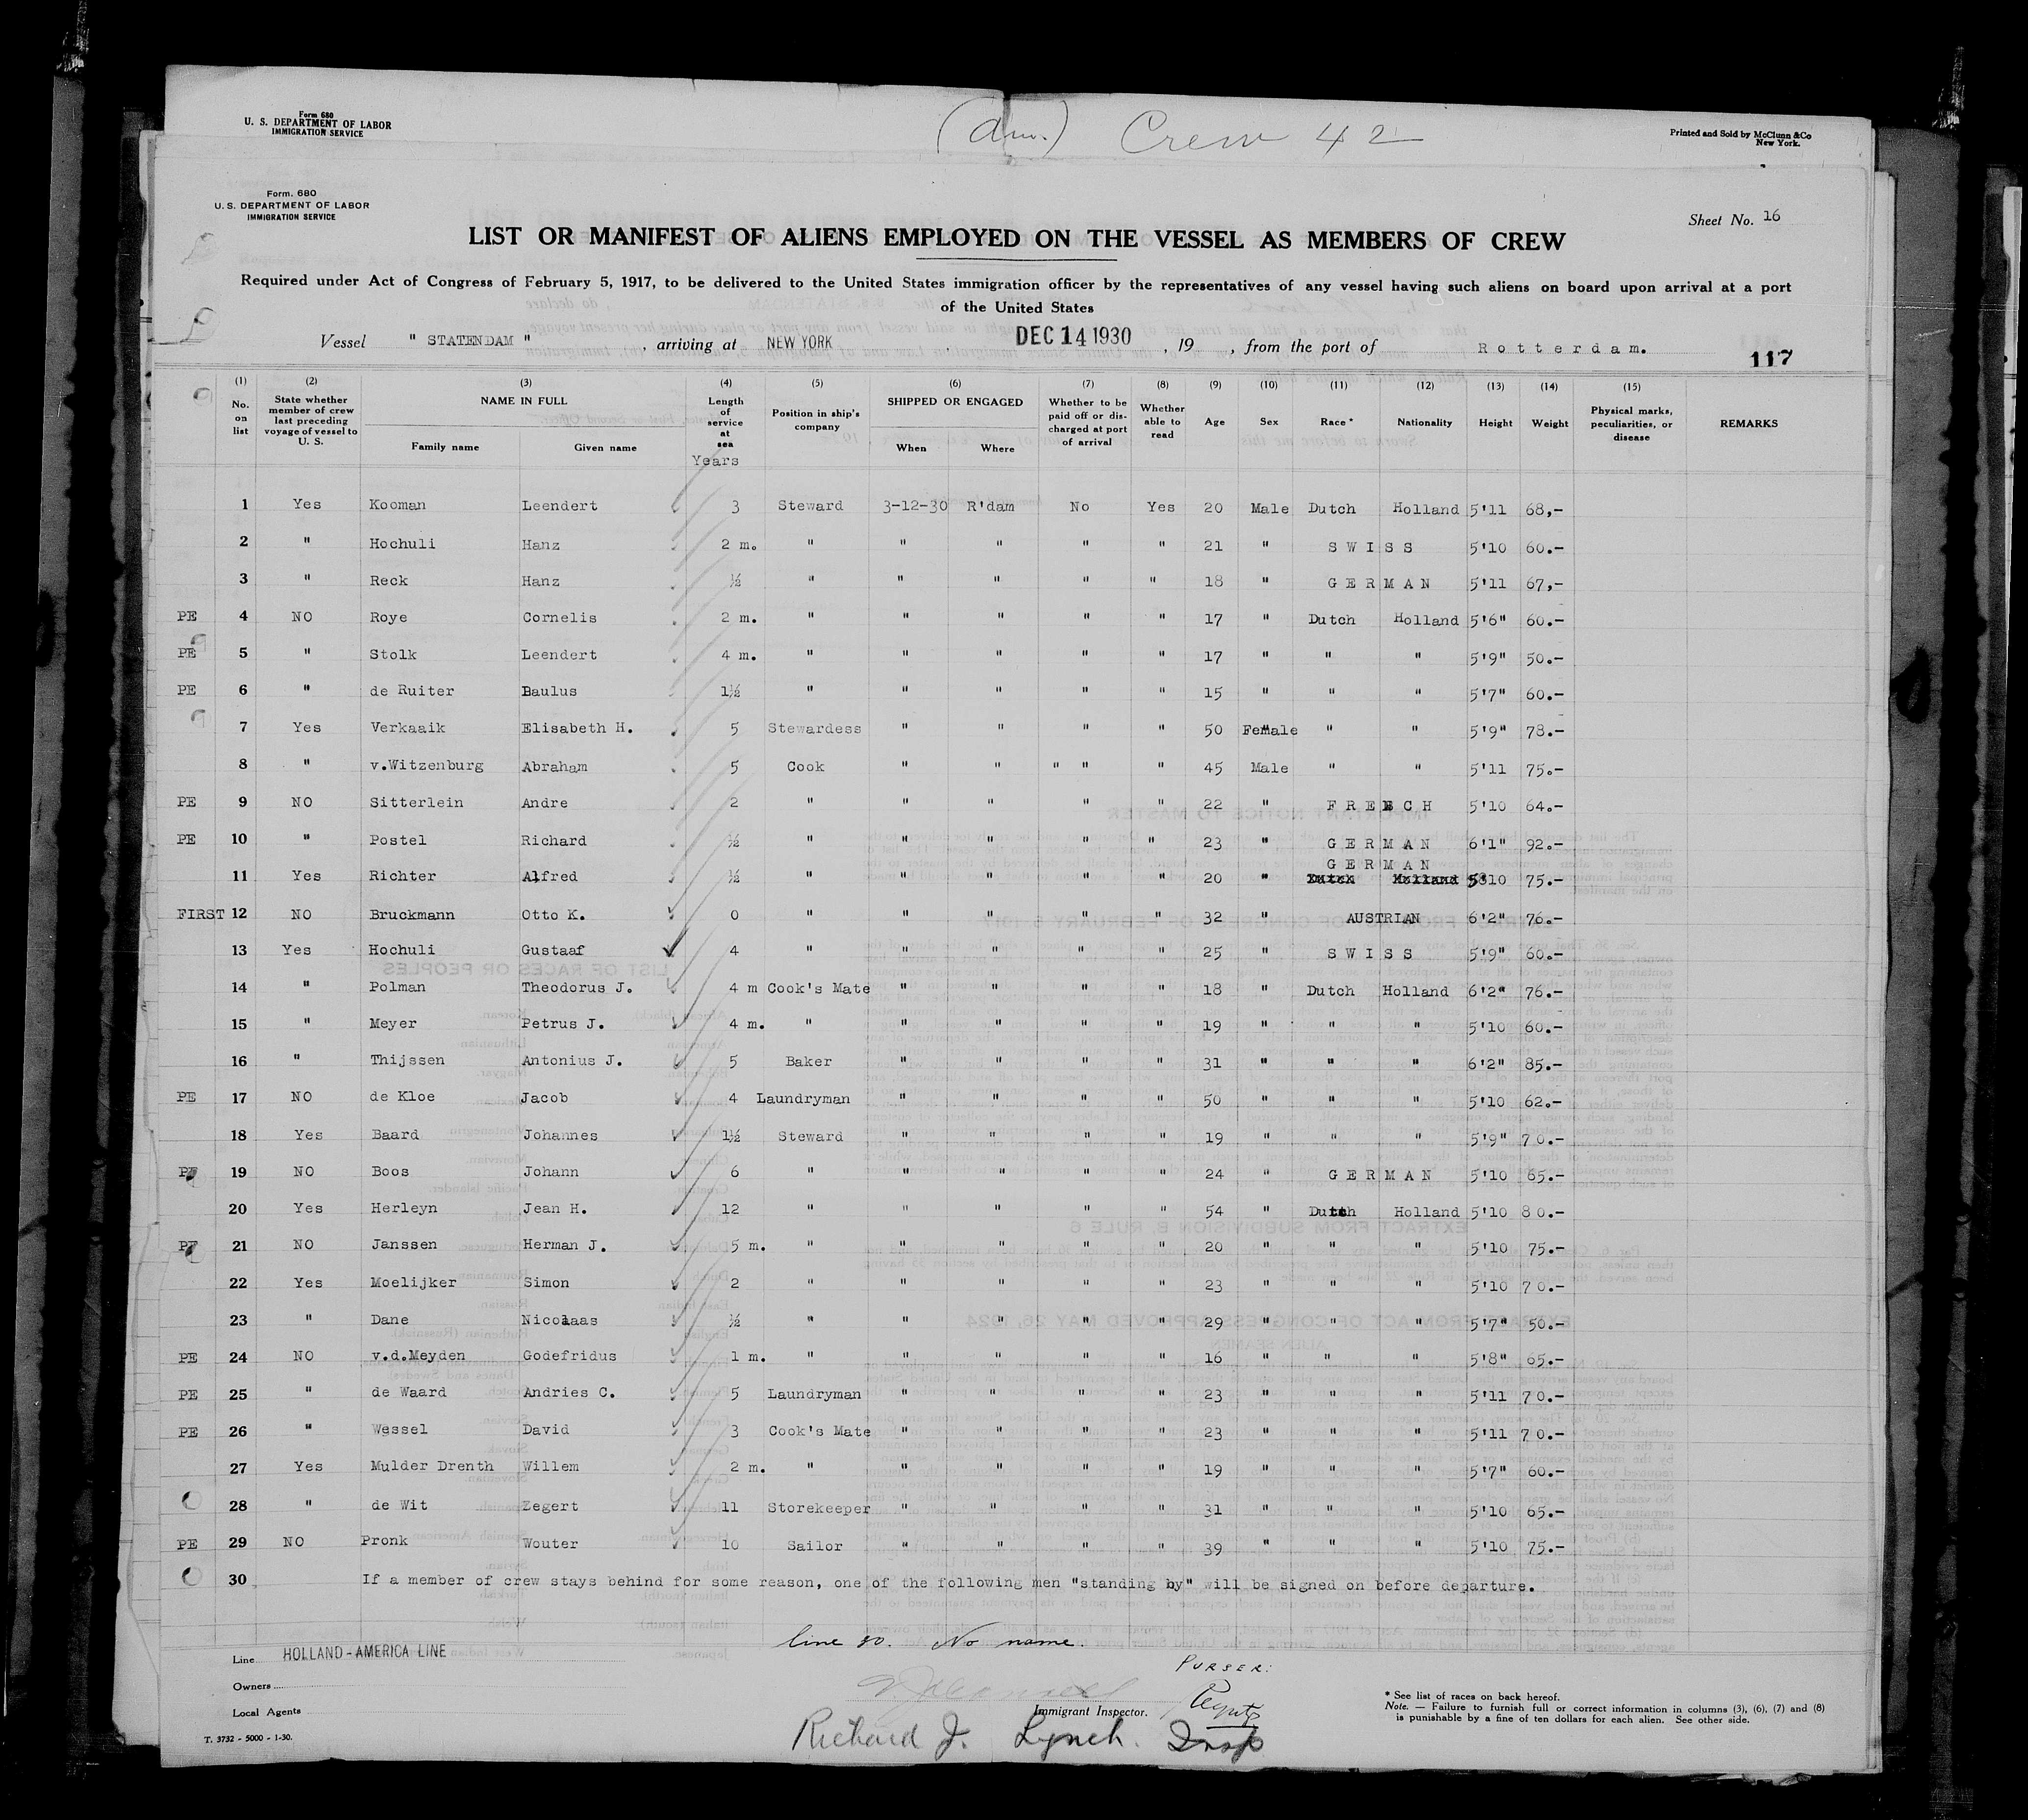 Form 680
U. S. DEPARTMENT OF LABOR
IMMIGRATION SERVICE
Crew 42
Printed and Sold by McClunn & Co
New York.
Form. 680
U. S. DEPARTMENT OF LABOR
IMMIGRATION SERVICE
Sheet No. 16
LIST OR MANIFEST OF ALIENS EMPLOYED ON THE VESSEL AS MEMBERS OF CREW
Required under Act of Congress of February 5, 1917, to be delivered to the United States immigration officer by the representatives of any vessel having such aliens on board upon arrival at a port
of the United States
Vessel " STATENDAM " , arriving at NEW YORK DEC 14 1930 , 19 , from the port of Rotterdam. 117
(1) No. on list (2) State whether member of crew last preceding voyage of vessel to U. S. (3) NAME IN FULL Family name Given name (4) Length of service at sea Years (5) Position in ship's company (6) SHIPPED OR ENGAGED When Where (7) Whether to be paid off or discharged at port of arrival (8) Whether able to read (9) Age (10) Sex (11) Race * (12) Nationality (13) Height (14) Weight (15) Physical marks, peculiarities, or disease REMARKS
1 Yes Kooman Leendert 3 Steward 3-12-30 R'dam No Yes 20 Male Dutch Holland 5'11 68,-
2 " Hochuli Hanz 2 m. " " " " " 21 " SWISS 5'10 60.-
3 " Reck Hanz ½ " " " " " 18 " GERMAN 5'11 67,-
PE 4 NO Roye Cornelis 2 m. " " " " " 17 " Dutch Holland 5'6" 60.-
PE 5 " Stolk Leendert 4 m. " " " " " 17 " " " 5'9" 50.-
PE 6 " de Ruiter Baulus 1½ " " " " " 15 " " " 5'7" 60.-
7 Yes Verkaaik Elisabeth H. 5 Stewardess " " " " 50 Female " " 5'9" 78.-
8 " v.Witzenburg Abraham 5 Cook " " " " " 45 Male " " 5'11 75.-
PE 9 NO Sitterlein Andre 2 " " " " " 22 " FRENCH 5'10 64.-
PE 10 " Postel Richard ½ " " " " " 23 " GERMAN 6'1" 92.-
11 Yes Richter Alfred ½ " " " " " 20 " GERMAN Dutch Holland 5'10 75.-
FIRST 12 NO Bruckmann Otto K. 0 " " " " " 32 " AUSTRIAN 6'2" 76.-
13 Yes Hochuli Gustaaf 4 " " " " " 25 " SWISS 5'9" 60.-
14 " Polman Theodorus J. 4 m Cook's Mate " " " " 18 " Dutch Holland 6'2" 76.-
15 " Meyer Petrus J. 4 m. " " " " " 19 " " " 5'10 60.-
16 " Thijssen Antonius J. 5 Baker " " " " 31 " " " 6'2" 85.-
PE 17 NO de Kloe Jacob 4 Laundryman " " " " 50 " " " 5'10 62.-
18 Yes Baard Johannes 1½ Steward " " " " 19 " " " 5'9" 70.-
PE 19 NO Boos Johann 6 " " " " " 24 " GERMAN 5'10 65.-
20 Yes Herleyn Jean H. 12 " " " " " 54 " Dutch Holland 5'10 80.-
PE 21 NO Janssen Herman J. 5 m. " " " " " 20 " " " 5'10 75.-
22 Yes Moelijker Simon 2 " " " " " 23 " " " 5'10 70.-
23 " Dane Nicolaas ½ " " " " " 29 " " " 5'7" 50.-
PE 24 NO v.d.Meyden Godefridus 1 m. " " " " " 16 " " " 5'8" 65.-
PE 25 " de Waard Andries C. 5 Laundryman " " " " 23 " " " 5'11 70.-
PE 26 " Wessel David 3 Cook's Mate " " " " 23 " " " 5'11 70.-
27 Yes Mulder Drenth Willem 2 m. " " " " " 19 " " " 5'7" 60.-
28 " de Wit Zegert 11 Storekeeper " " " " 31 " " " 5'10 65.-
PE 29 NO Pronk Wouter 10 Sailor " " " " 39 " " " 5'10 75.-
30 If a member of crew stays behind for some reason, one of the following men "standing by" will be signed on before departure.
line 30. No name.
Line HOLLAND-AMERICA LINE
Owners
Local Agents
PURSER:
Immigrant Inspector.
Richard J. Lynch. Insp
* See list of races on back hereof.
Note. — Failure to furnish full or correct information in columns (3), (6), (7) and (8)
is punishable by a fine of ten dollars for each alien. See other side.
T. 3732 - 5000 - 1-30.